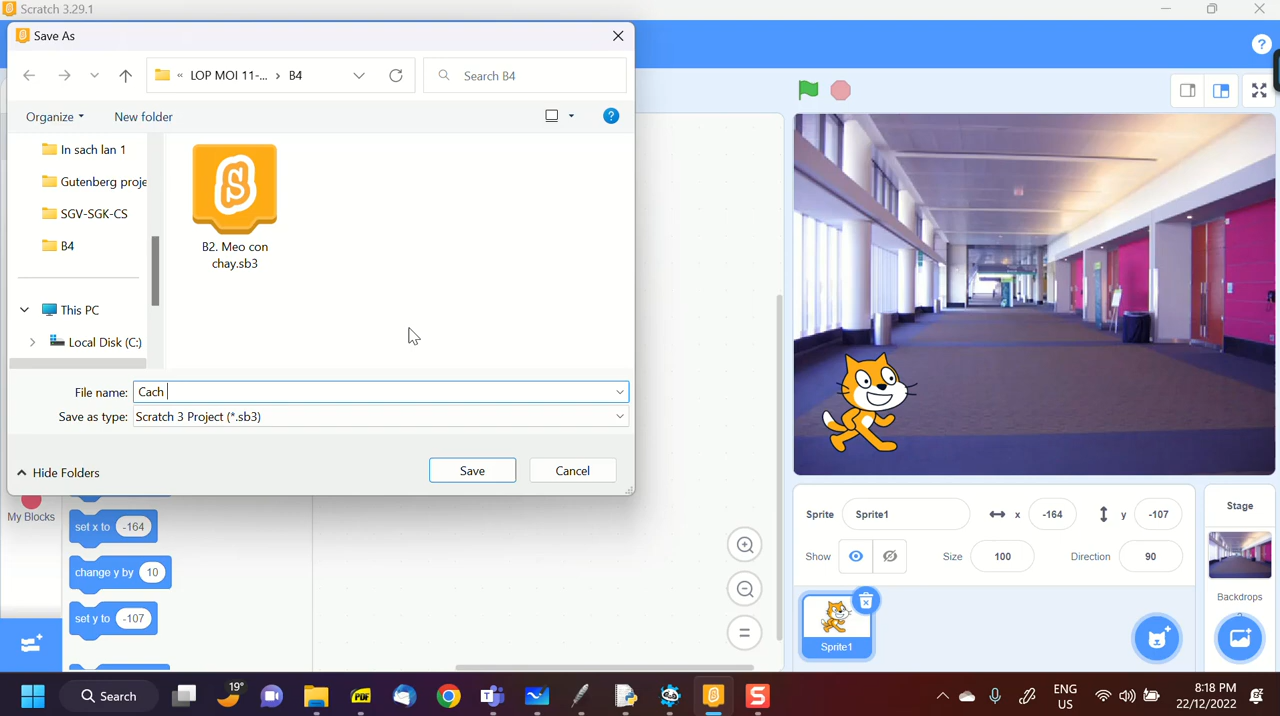 Scratch 3.29.1
Save As
« LOP MOI 11-... > B4
Search B4
Organize
New folder
In sach lan 1
Gutenberg proje
SGV-SGK-CS
B4
This PC
Local Disk (C:)
B2. Meo con
chay.sb3
File name: Cach
Save as type: Scratch 3 Project (*.sb3)
Hide Folders
Save
Cancel
My Blocks
set x to -164
change y by 10
set y to -107
Sprite Sprite1 x -164 y -107
Show Size 100 Direction 90
Sprite1
Stage
Backdrops
19°
Search
ENG
US
8:18 PM
22/12/2022